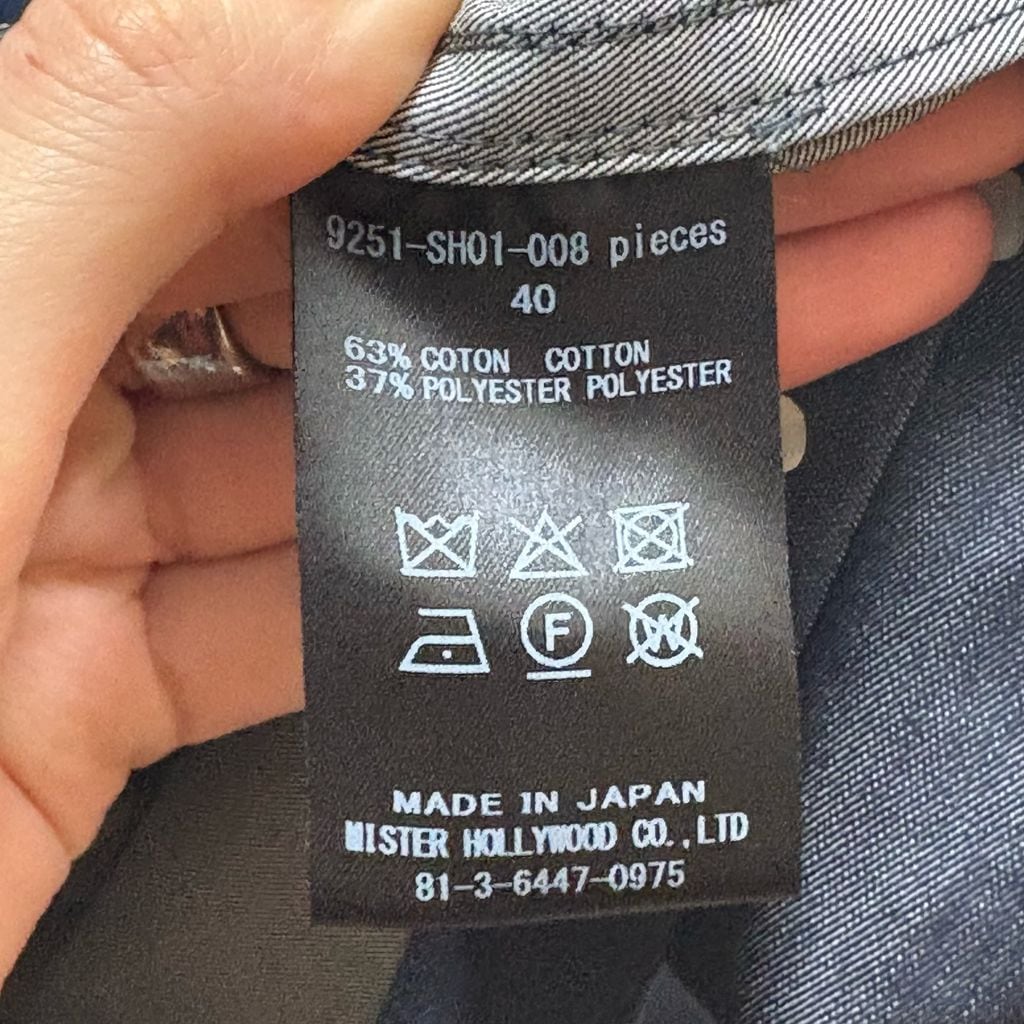 9251-SH01-008 pieces
40
63% COTON COTTON
37% POLYESTER POLYESTER
F
W
MADE IN JAPAN
MISTER HOLLYWOOD CO.,LTD
81-3-6447-0975